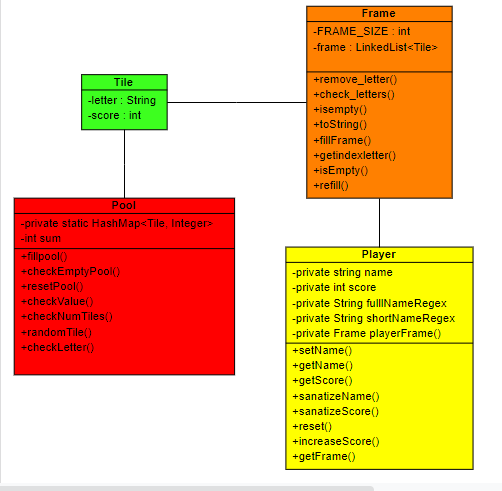 Frame
-FRAME_SIZE : int
-frame : LinkedList<Tile>
+remove_letter()
+check_letters()
+isempty()
+toString()
+fillFrame()
+getindexletter()
+isEmpty()
+refill()
Tile
-letter : String
-score : int
Pool
-private static HashMap<Tile, Integer>
-int sum
+fillpool()
+checkEmptyPool()
+resetPool()
+checkValue()
+checkNumTiles()
+randomTile()
+checkLetter()
Player
-private string name
-private int score
-private String fulllNameRegex
-private String shortNameRegex
-private Frame playerFrame()
+setName()
+getName()
+getScore()
+sanatizeName()
+sanatizeScore()
+reset()
+increaseScore()
+getFrame()